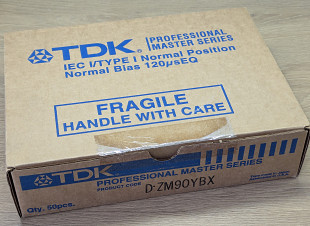 TDK PROFESSIONAL
MASTER SERIES
IEC I/TYPE I Normal Position
Normal Bias 120µsEQ
FRAGILE
HANDLE WITH CARE
TDK PROFESSIONAL MASTER SERIES
PRODUCT CODE D-ZM90YBX
Qty. 50pcs.